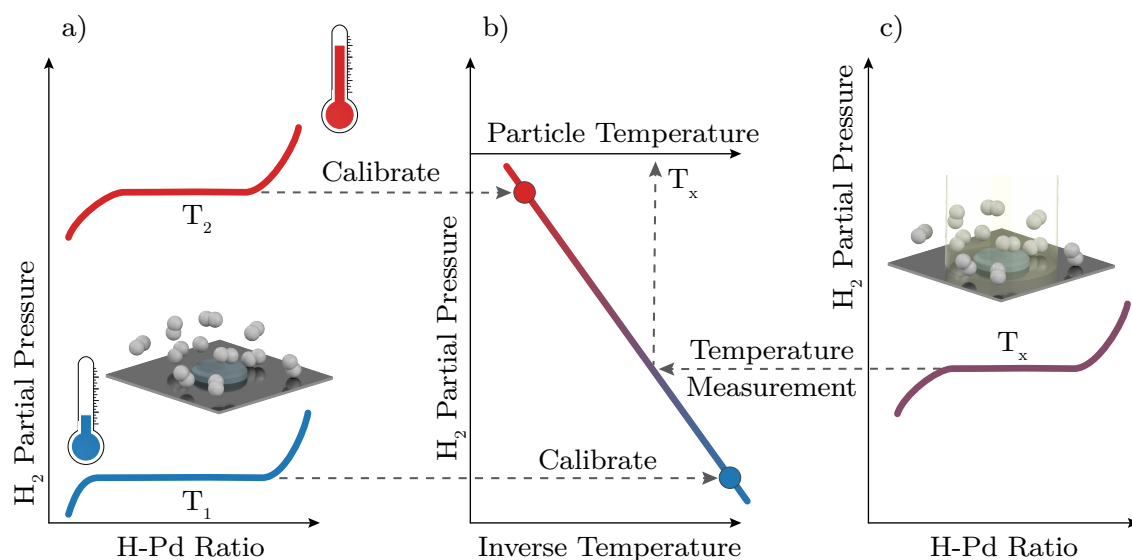 a)
H₂ Partial Pressure
T₂
T₁
H-Pd Ratio
Calibrate
b)
Particle Temperature
Tₓ
H₂ Partial Pressure
Calibrate
Inverse Temperature
Temperature
Measurement
c)
H₂ Partial Pressure
Tₓ
H-Pd Ratio